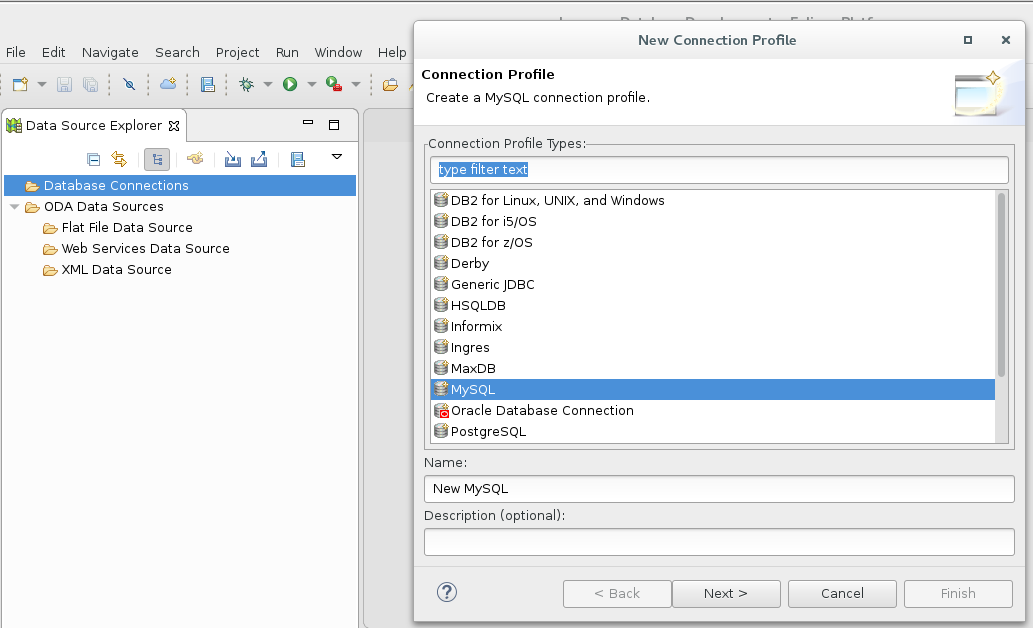 New Connection Profile
File Edit Navigate Search Project Run Window Help
Connection Profile
Create a MySQL connection profile.
Data Source Explorer
Connection Profile Types:
type filter text
Database Connections
ODA Data Sources
Flat File Data Source
Web Services Data Source
XML Data Source
DB2 for Linux, UNIX, and Windows
DB2 for i5/OS
DB2 for z/OS
Derby
Generic JDBC
HSQLDB
Informix
Ingres
MaxDB
MySQL
Oracle Database Connection
PostgreSQL
Name:
New MySQL
Description (optional):
? < Back Next > Cancel Finish